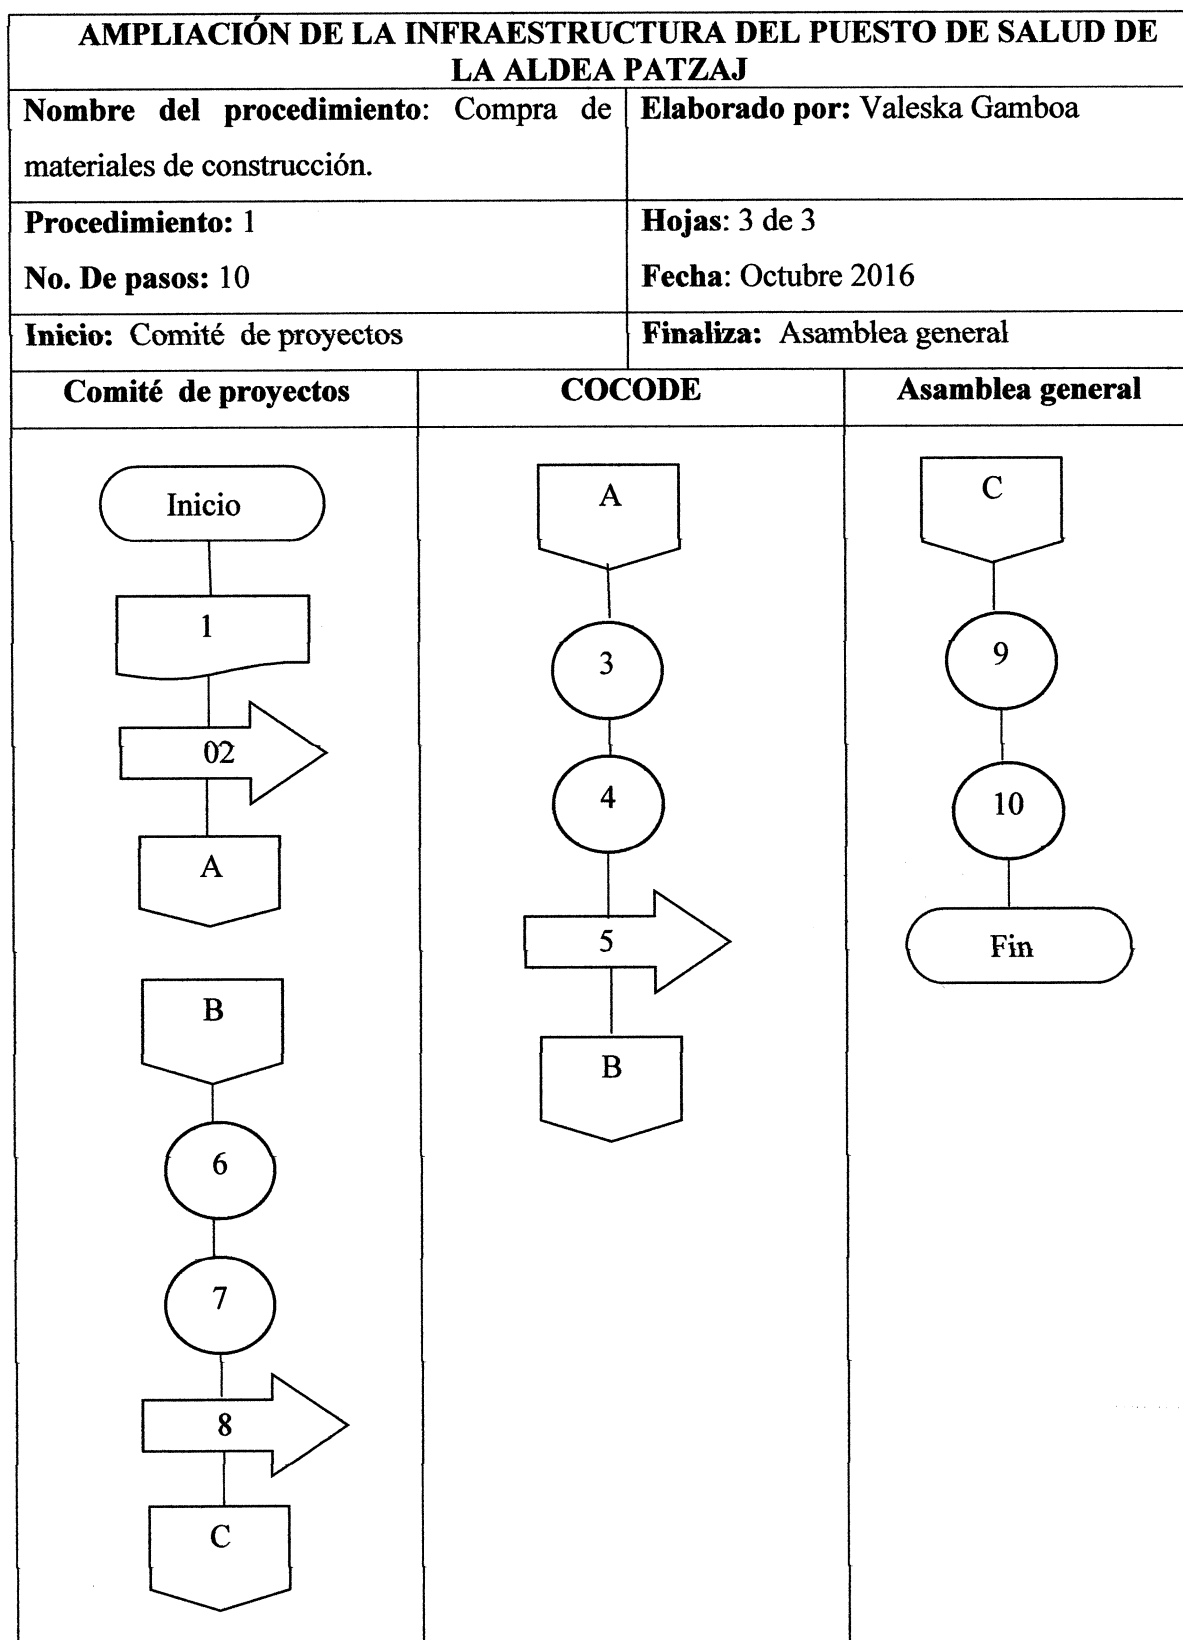 AMPLIACIÓN DE LA INFRAESTRUCTURA DEL PUESTO DE SALUD DE
LA ALDEA PATZAJ
Nombre del procedimiento: Compra de
materiales de construcción.
Elaborado por: Valeska Gamboa
Procedimiento: 1
No. De pasos: 10
Hojas: 3 de 3
Fecha: Octubre 2016
Inicio: Comité de proyectos
Finaliza: Asamblea general
Comité de proyectos
COCODE
Asamblea general
Inicio
1
02
A
B
6
7
8
C
A
3
4
5
B
C
9
10
Fin